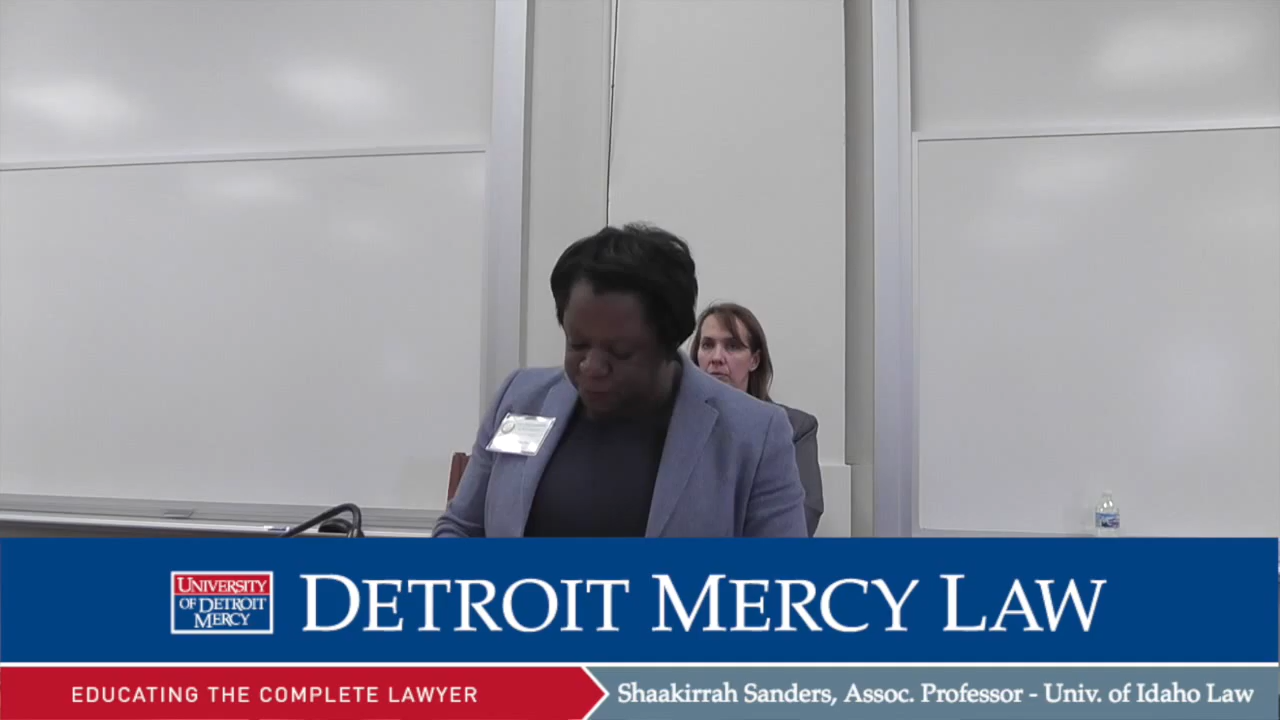 UNIVERSITY
OF DETROIT
MERCY
DETROIT MERCY LAW
EDUCATING THE COMPLETE LAWYER
Shaakirrah Sanders, Assoc. Professor - Univ. of Idaho Law